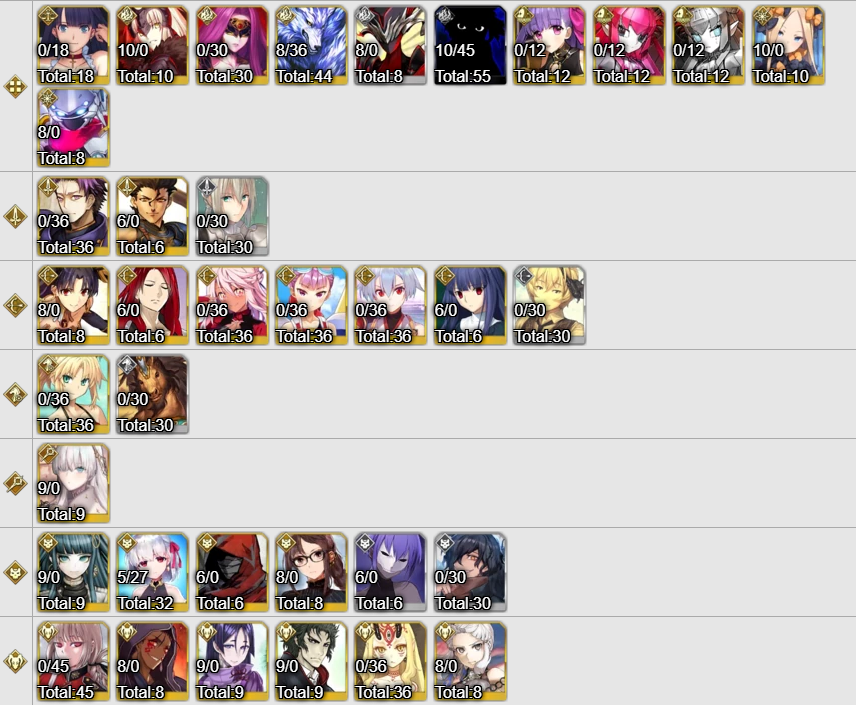 0/18 10/0 0/30 8/36 8/0 10/45 0/12 0/12 0/12 10/0
Total:18 Total:10 Total:30 Total:44 Total:8 Total:55 Total:12 Total:12 Total:12 Total:10
8/0
Total:8
0/36 6/0 0/30
Total:36 Total:6 Total:30
8/0 6/0 0/36 0/36 0/36 6/0 0/30
Total:8 Total:6 Total:36 Total:36 Total:36 Total:6 Total:30
0/36 0/30
Total:36 Total:30
9/0
Total:9
9/0 5/27 6/0 8/0 6/0 0/30
Total:9 Total:32 Total:6 Total:8 Total:6 Total:30
0/45 8/0 9/0 9/0 0/36 8/0
Total:45 Total:8 Total:9 Total:9 Total:36 Total:8